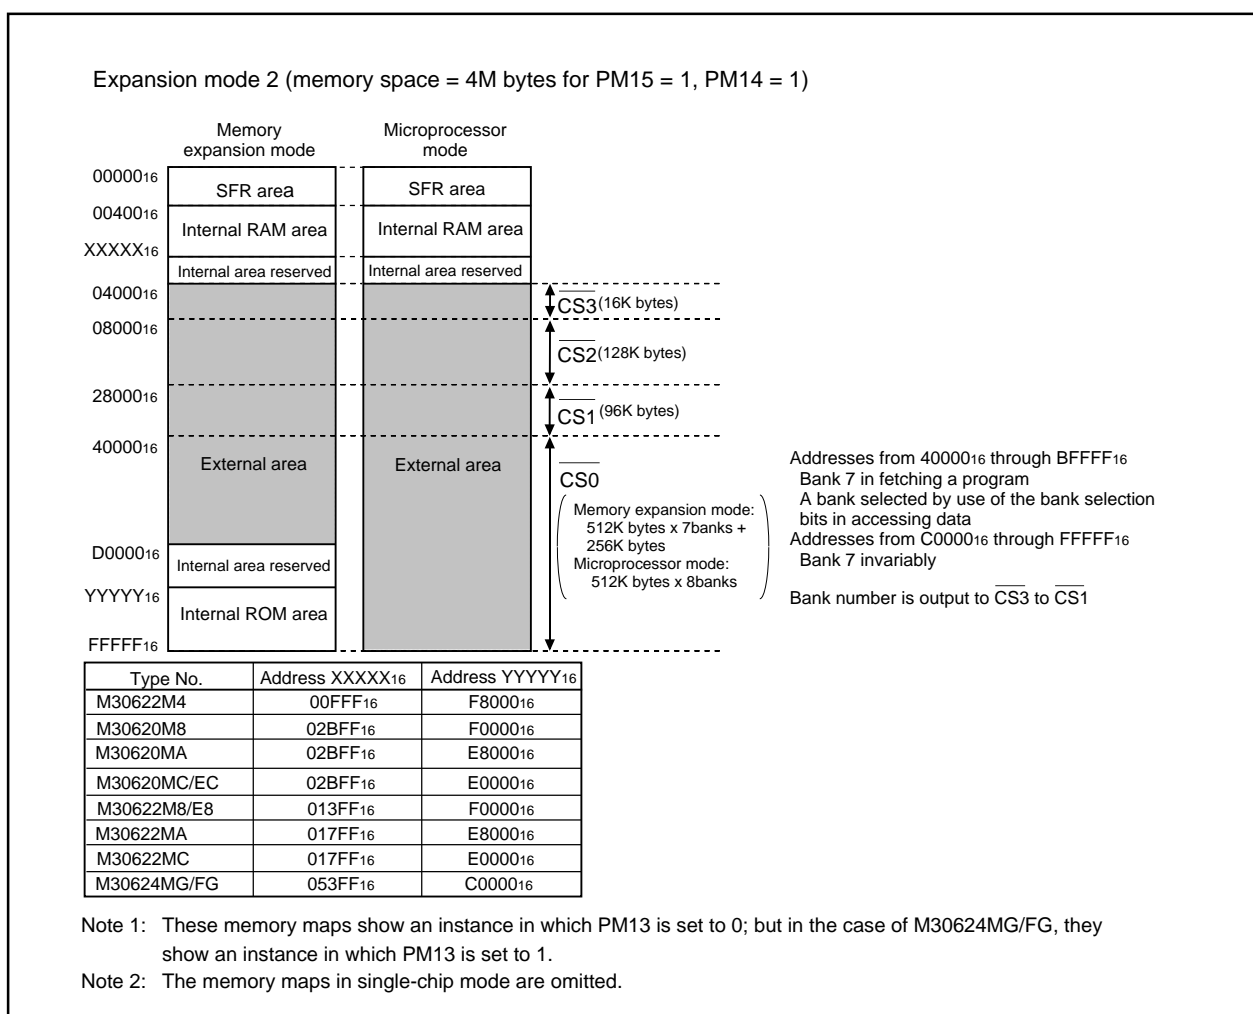 Expansion mode 2 (memory space = 4M bytes for PM15 = 1, PM14 = 1)
Memory
expansion mode
Microprocessor
mode
0000016
SFR area
SFR area
0040016
Internal RAM area
Internal RAM area
XXXXX16
Internal area reserved
Internal area reserved
0400016
CS3 (16K bytes)
0800016
CS2 (128K bytes)
2800016
CS1 (96K bytes)
4000016
External area
External area
CS0
Memory expansion mode:
512K bytes x 7banks +
256K bytes
Microprocessor mode:
512K bytes x 8banks
Addresses from 4000016 through BFFFF16
Bank 7 in fetching a program
A bank selected by use of the bank selection
bits in accessing data
Addresses from C000016 through FFFFF16
Bank 7 invariably
Bank number is output to CS3 to CS1
D000016
Internal area reserved
YYYYY16
Internal ROM area
FFFFF16
Type No. Address XXXXX16 Address YYYYY16
M30622M4 00FFF16 F800016
M30620M8 02BFF16 F000016
M30620MA 02BFF16 E800016
M30620MC/EC 02BFF16 E000016
M30622M8/E8 013FF16 F000016
M30622MA 017FF16 E800016
M30622MC 017FF16 E000016
M30624MG/FG 053FF16 C000016
Note 1: These memory maps show an instance in which PM13 is set to 0; but in the case of M30624MG/FG, they
show an instance in which PM13 is set to 1.
Note 2: The memory maps in single-chip mode are omitted.